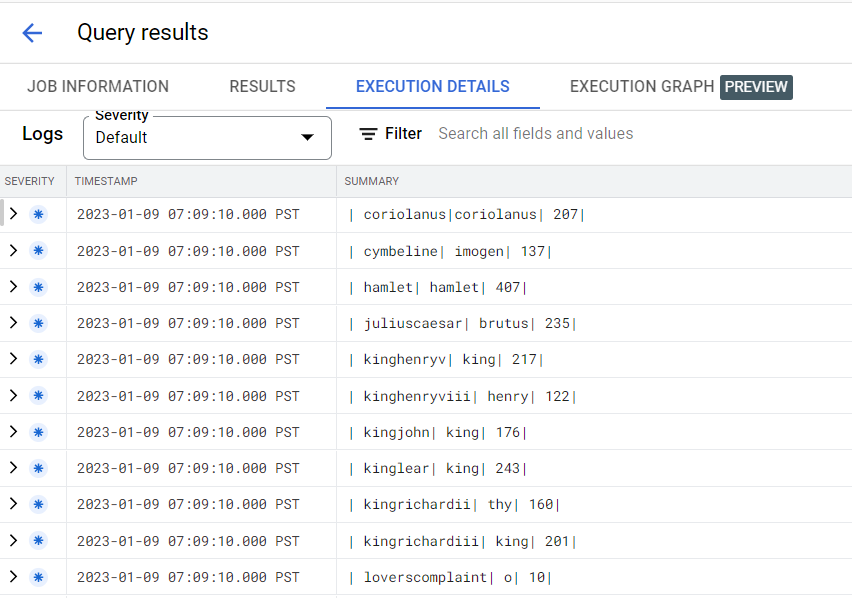 Query results
JOB INFORMATION RESULTS EXECUTION DETAILS EXECUTION GRAPH PREVIEW
Severity
Logs Default Filter Search all fields and values
SEVERITY TIMESTAMP SUMMARY
2023-01-09 07:09:10.000 PST | coriolanus|coriolanus| 207|
2023-01-09 07:09:10.000 PST | cymbeline| imogen| 137|
2023-01-09 07:09:10.000 PST | hamlet| hamlet| 407|
2023-01-09 07:09:10.000 PST | juliuscaesar| brutus| 235|
2023-01-09 07:09:10.000 PST | kinghenryv| king| 217|
2023-01-09 07:09:10.000 PST | kinghenryviii| henry| 122|
2023-01-09 07:09:10.000 PST | kingjohn| king| 176|
2023-01-09 07:09:10.000 PST | kinglear| king| 243|
2023-01-09 07:09:10.000 PST | kingrichardii| thy| 160|
2023-01-09 07:09:10.000 PST | kingrichardiii| king| 201|
2023-01-09 07:09:10.000 PST | loverscomplaint| o| 10|